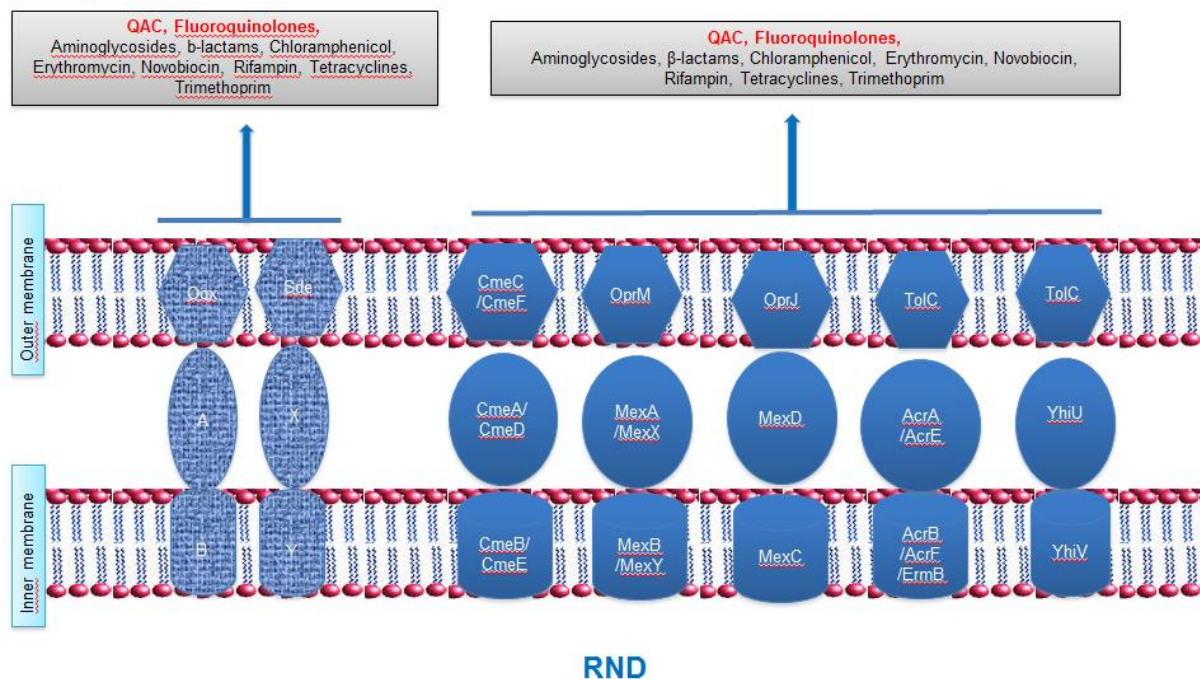 QAC, Fluoroquinolones,
Aminoglycosides, b-lactams, Chloramphenicol,
Erythromycin, Novobiocin, Rifampin, Tetracyclines,
Trimethoprim
QAC, Fluoroquinolones,
Aminoglycosides, β-lactams, Chloramphenicol, Erythromycin, Novobiocin,
Rifampin, Tetracyclines, Trimethoprim
Outer membrane
Oqx
Sde
CmeC
/CmeF
OprM
OprJ
TolC
TolC
A
X
CmeA/
CmeD
MexA
/MexX
MexD
AcrA
/AcrE
YhiU
Inner membrane
B
Y
CmeB/
CmeE
MexB
/MexY
MexC
AcrB
/AcrF
/ErmB
YhiV
RND